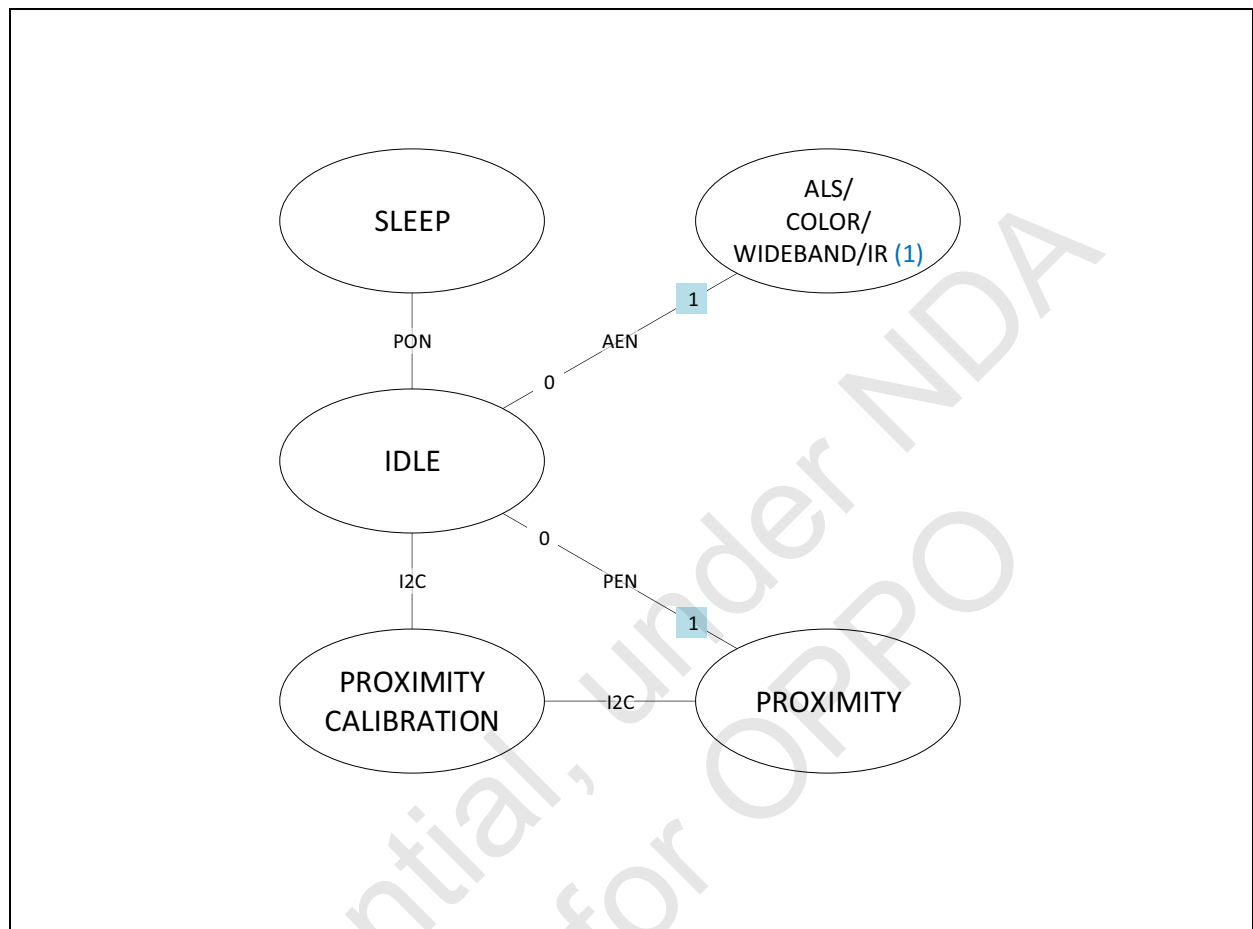 SLEEP
ALS/
COLOR/
WIDEBAND/IR (1)
1
PON
AEN
0
IDLE
0
I2C
PEN
1
PROXIMITY
CALIBRATION
I2C
PROXIMITY
ntial, under NDA
for OPPO